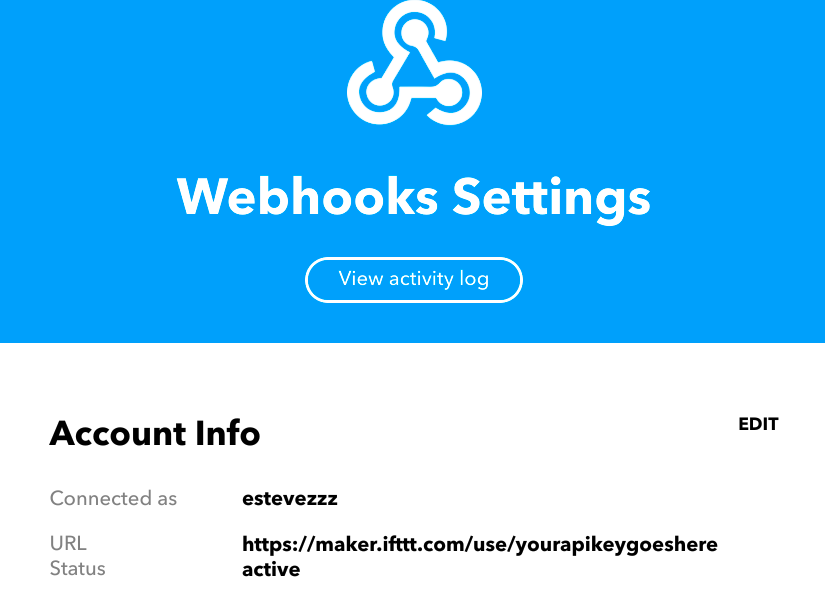 Webhooks Settings
View activity log
Account Info
EDIT
Connected as
estevezzz
URL
https://maker.ifttt.com/use/yourapikeygoeshere
Status
active